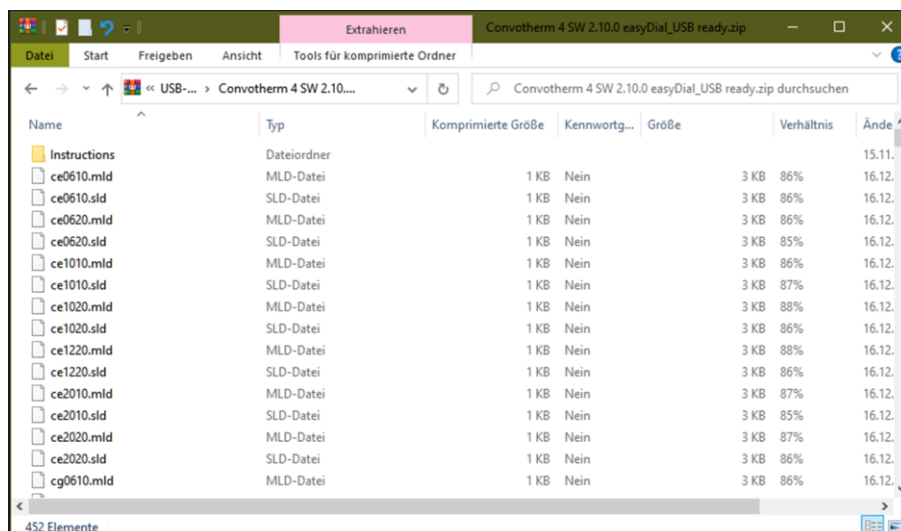 Extrahieren Convotherm 4 SW 2.10.0 easyDial_USB ready.zip
Datei Start Freigeben Ansicht Tools für komprimierte Ordner
« USB-... › Convotherm 4 SW 2.10.... Convotherm 4 SW 2.10.0 easyDial_USB ready.zip durchsuchen
Name Typ Komprimierte Größe Kennwortg... Größe Verhältnis Ände
Instructions Dateiordner 15.11.
ce0610.mld MLD-Datei 1 KB Nein 3 KB 86% 16.12.
ce0610.sld SLD-Datei 1 KB Nein 3 KB 86% 16.12.
ce0620.mld MLD-Datei 1 KB Nein 3 KB 86% 16.12.
ce0620.sld SLD-Datei 1 KB Nein 3 KB 85% 16.12.
ce1010.mld MLD-Datei 1 KB Nein 3 KB 86% 16.12.
ce1010.sld SLD-Datei 1 KB Nein 3 KB 87% 16.12.
ce1020.mld MLD-Datei 1 KB Nein 3 KB 88% 16.12.
ce1020.sld SLD-Datei 1 KB Nein 3 KB 86% 16.12.
ce1220.mld MLD-Datei 1 KB Nein 3 KB 88% 16.12.
ce1220.sld SLD-Datei 1 KB Nein 3 KB 86% 16.12.
ce2010.mld MLD-Datei 1 KB Nein 3 KB 87% 16.12.
ce2010.sld SLD-Datei 1 KB Nein 3 KB 85% 16.12.
ce2020.mld MLD-Datei 1 KB Nein 3 KB 87% 16.12.
ce2020.sld SLD-Datei 1 KB Nein 3 KB 86% 16.12.
cg0610.mld MLD-Datei 1 KB Nein 3 KB 86% 16.12.
452 Elemente